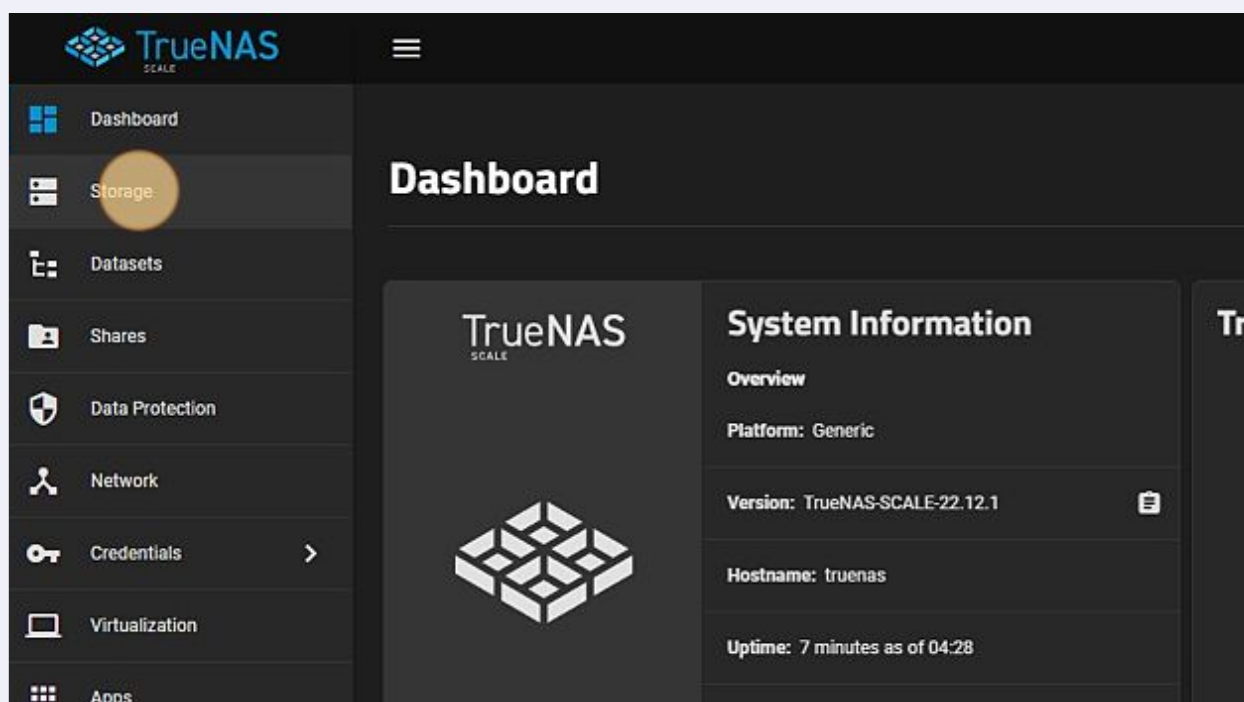 TrueNAS
SCALE
Dashboard
Storage
Datasets
Shares
Data Protection
Network
Credentials
Virtualization
Apps
Dashboard
TrueNAS
SCALE
System Information
Overview
Platform: Generic
Version: TrueNAS-SCALE-22.12.1
Hostname: truenas
Uptime: 7 minutes as of 04:28
Tr